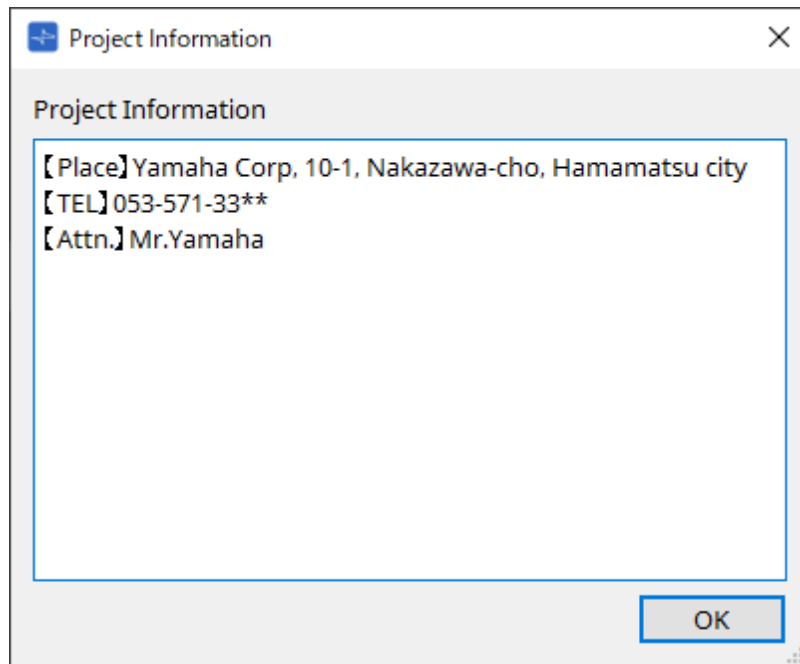 Project Information
Project Information
【Place】Yamaha Corp, 10-1, Nakazawa-cho, Hamamatsu city
【TEL】053-571-33**
【Attn.】Mr.Yamaha
OK